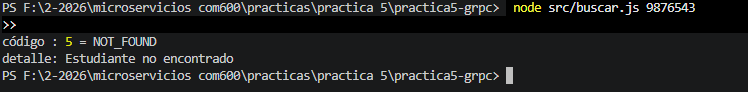 PS F:\2-2026\microservicios com600\practicas\practica 5\practica5-grpc> node src/buscar.js 9876543
>>
código : 5 = NOT_FOUND
detalle: Estudiante no encontrado
PS F:\2-2026\microservicios com600\practicas\practica 5\practica5-grpc>